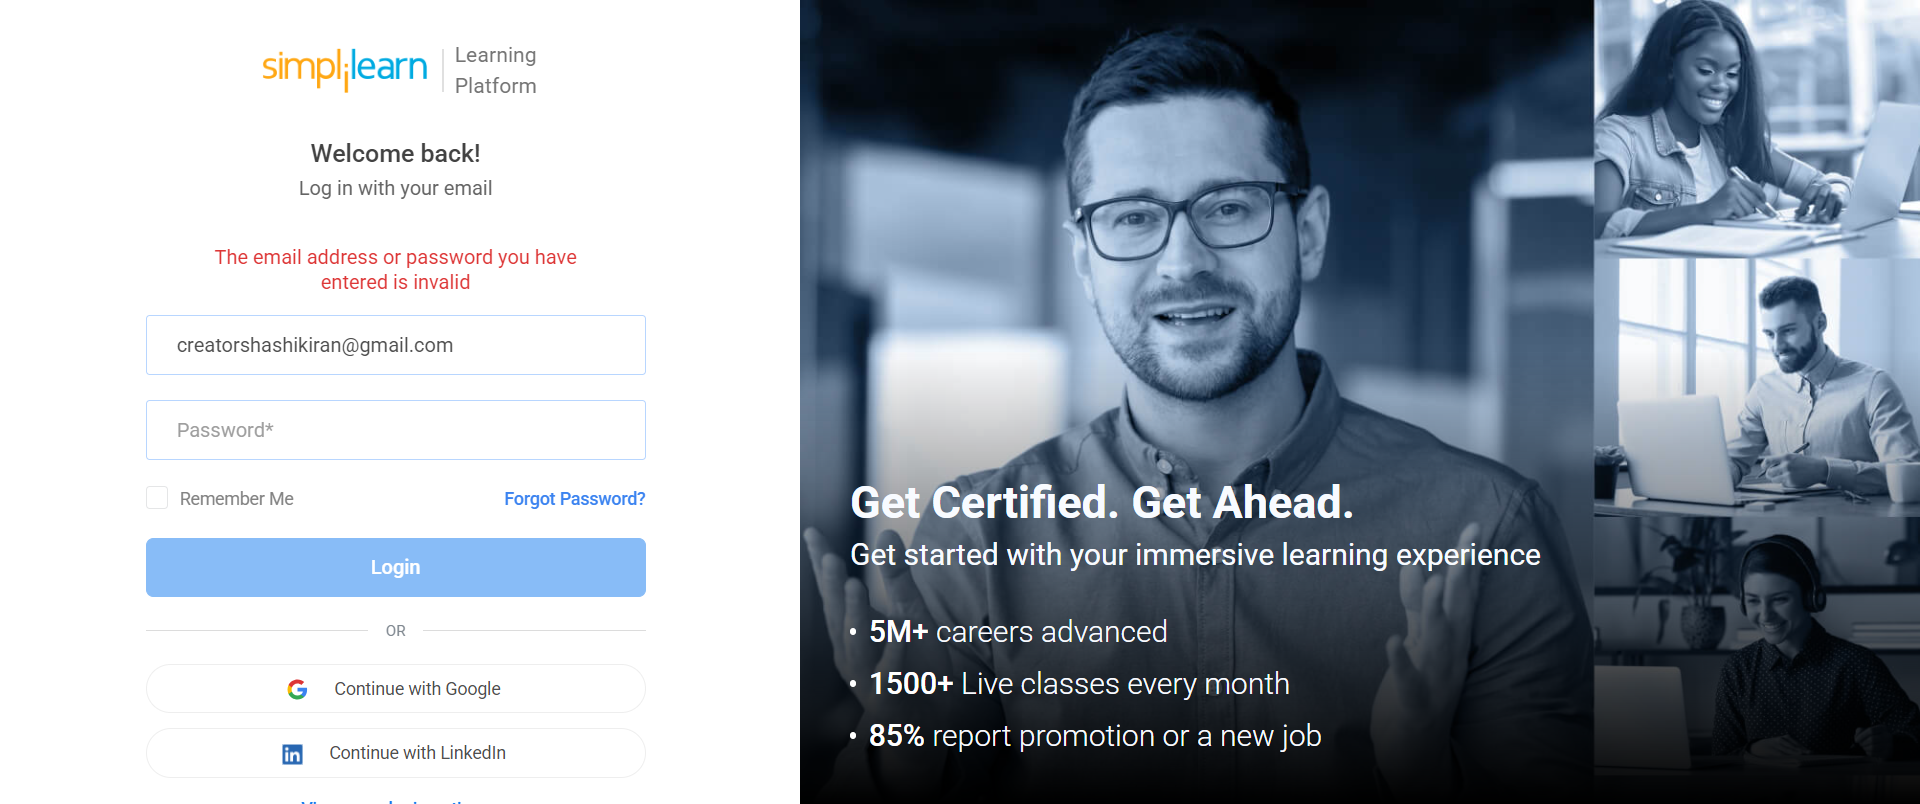 simplilearn
Learning
Platform
Welcome back!
Log in with your email
The email address or password you have
entered is invalid
creatorshashikiran@gmail.com
Password*
Remember Me
Forgot Password?
Login
OR
Continue with Google
in Continue with LinkedIn
Get Certified. Get Ahead.
Get started with your immersive learning experience
• 5M+ careers advanced
• 1500+ Live classes every month
• 85% report promotion or a new job